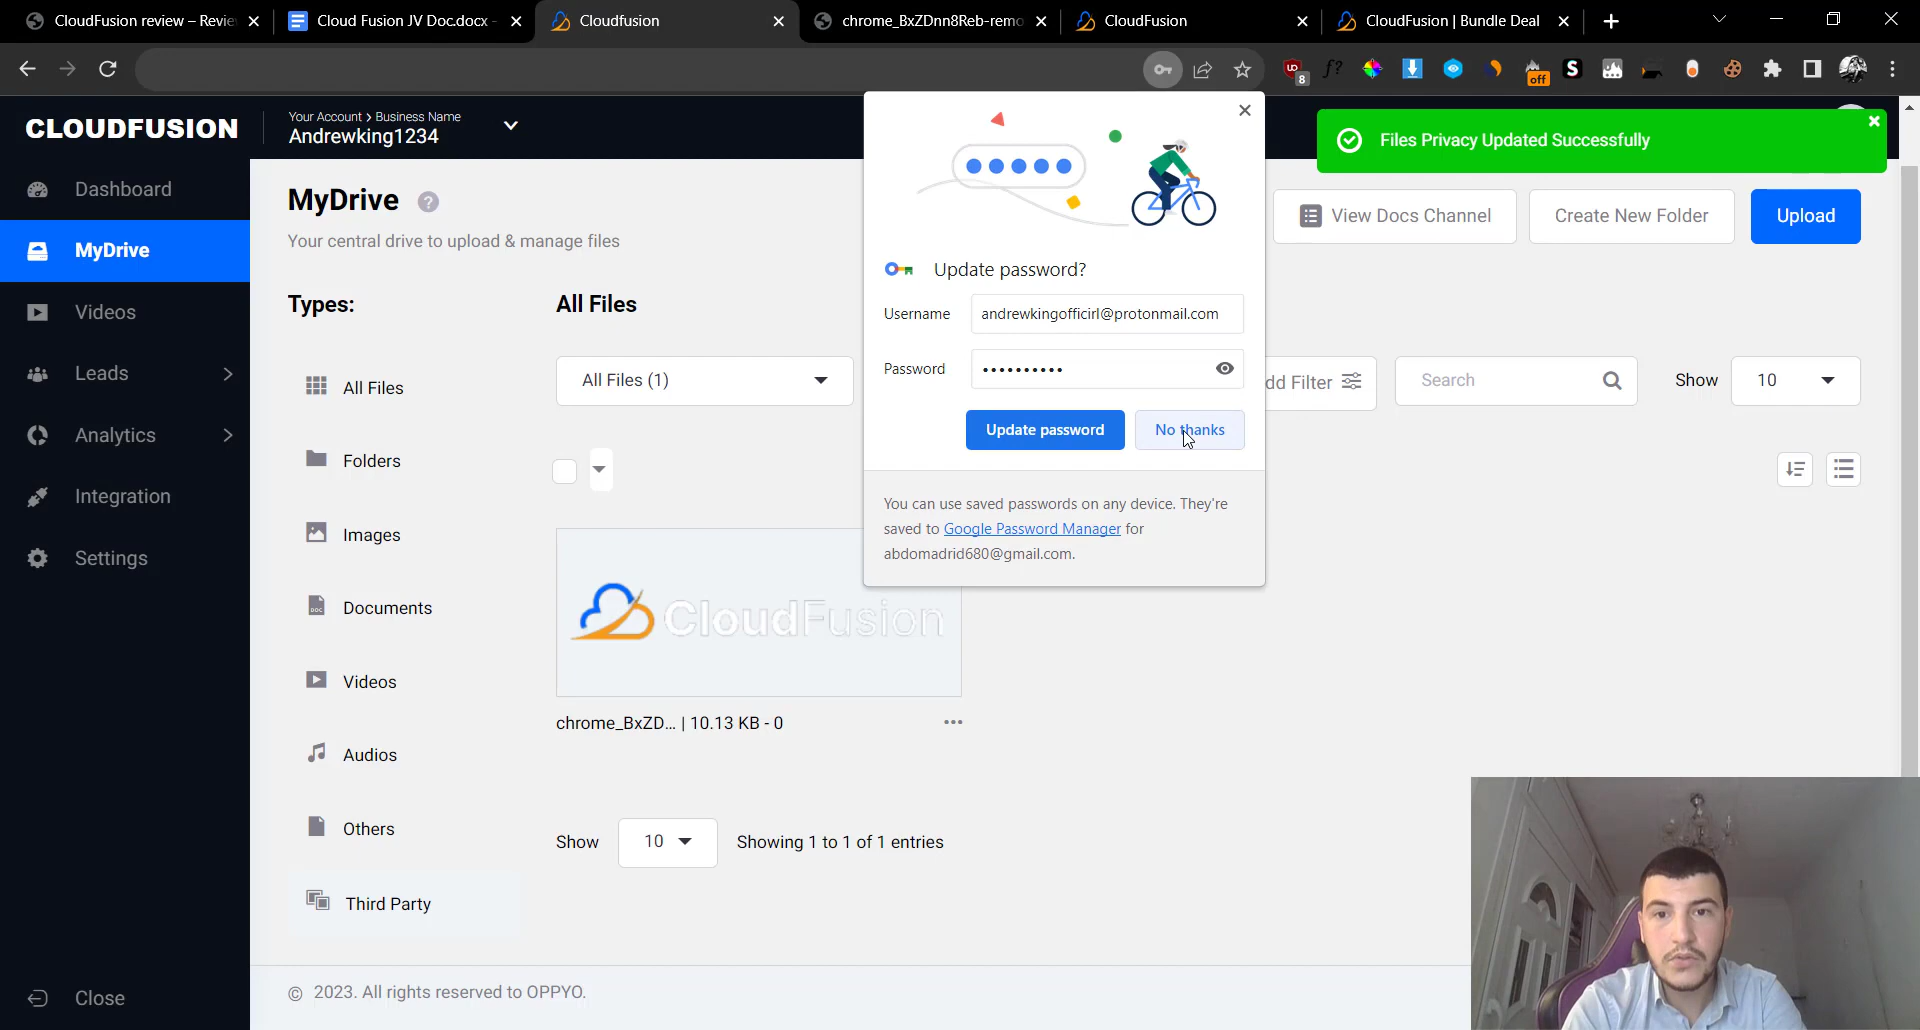 CloudFusion review – Revie
Cloud Fusion JV Doc.docx -
Cloudfusion
chrome_BxZDnn8Reb-remo
CloudFusion
CloudFusion | Bundle Deal
8
f?
off
S
CLOUDFUSION
Your Account > Business Name
Andrewking1234
Files Privacy Updated Successfully
Dashboard
MyDrive
Videos
Leads
Analytics
Integration
Settings
Close
MyDrive
Your central drive to upload & manage files
View Docs Channel
Create New Folder
Upload
Types:
All Files
Folders
Images
Documents
Videos
Audios
Others
Third Party
All Files
All Files (1)
dd Filter
Search
Show
10
CloudFusion
chrome_BxZD... | 10.13 KB - 0
Show
10
Showing 1 to 1 of 1 entries
Update password?
Username
andrewkingofficirl@protonmail.com
Password
••••••••••
Update password
No thanks
You can use saved passwords on any device. They're
saved to Google Password Manager for
abdomadrid680@gmail.com.
© 2023. All rights reserved to OPPYO.